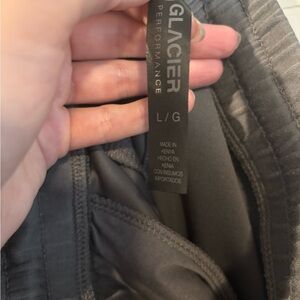 GLACIER
PERFORMANCE
L/G
MADE IN
KENYA
HECHO EN
KENIA
CON INSUMOS
IMPORTADOS